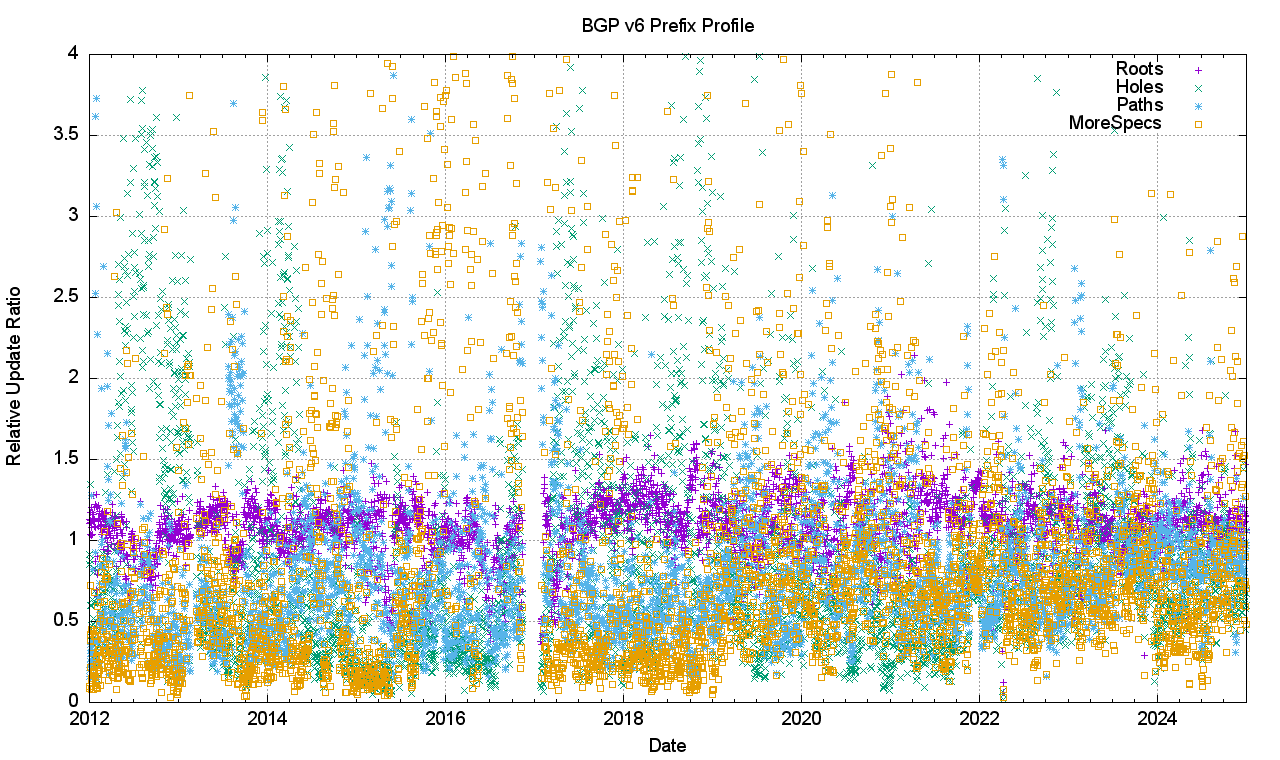 BGP v6 Prefix Profile
Roots
Holes
Paths
MoreSpecs
Relative Update Ratio
4
3.5
3
2.5
2
1.5
1
0.5
0
2012
2014
2016
2018
2020
2022
2024
Date